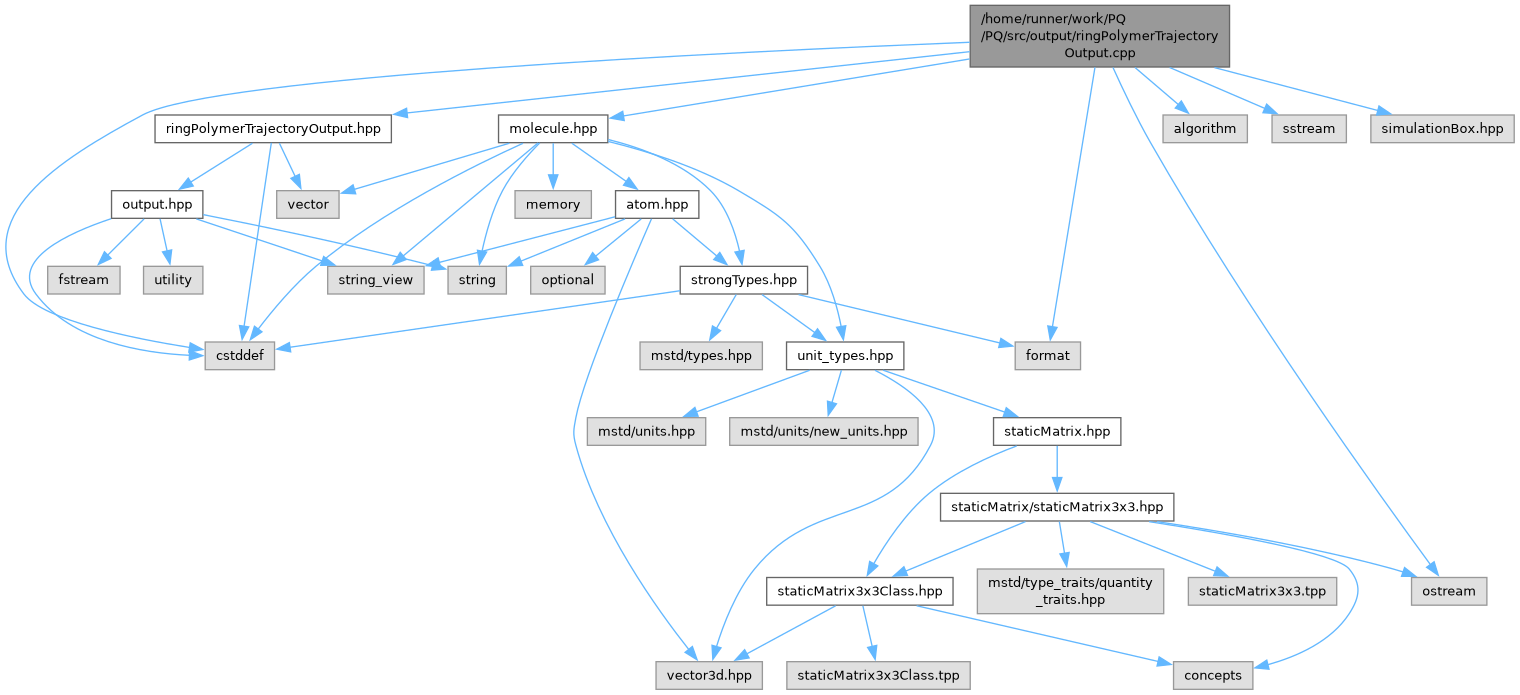 /home/runner/work/PQ
/PQ/src/output/ringPolymerTrajectory
Output.cpp
ringPolymerTrajectoryOutput.hpp
molecule.hpp
algorithm
sstream
simulationBox.hpp
output.hpp
vector
memory
atom.hpp
fstream
utility
string_view
string
optional
strongTypes.hpp
cstddef
mstd/types.hpp
unit_types.hpp
format
mstd/units.hpp
mstd/units/new_units.hpp
staticMatrix.hpp
staticMatrix/staticMatrix3x3.hpp
staticMatrix3x3Class.hpp
mstd/type_traits/quantity
_traits.hpp
staticMatrix3x3.tpp
ostream
vector3d.hpp
staticMatrix3x3Class.tpp
concepts